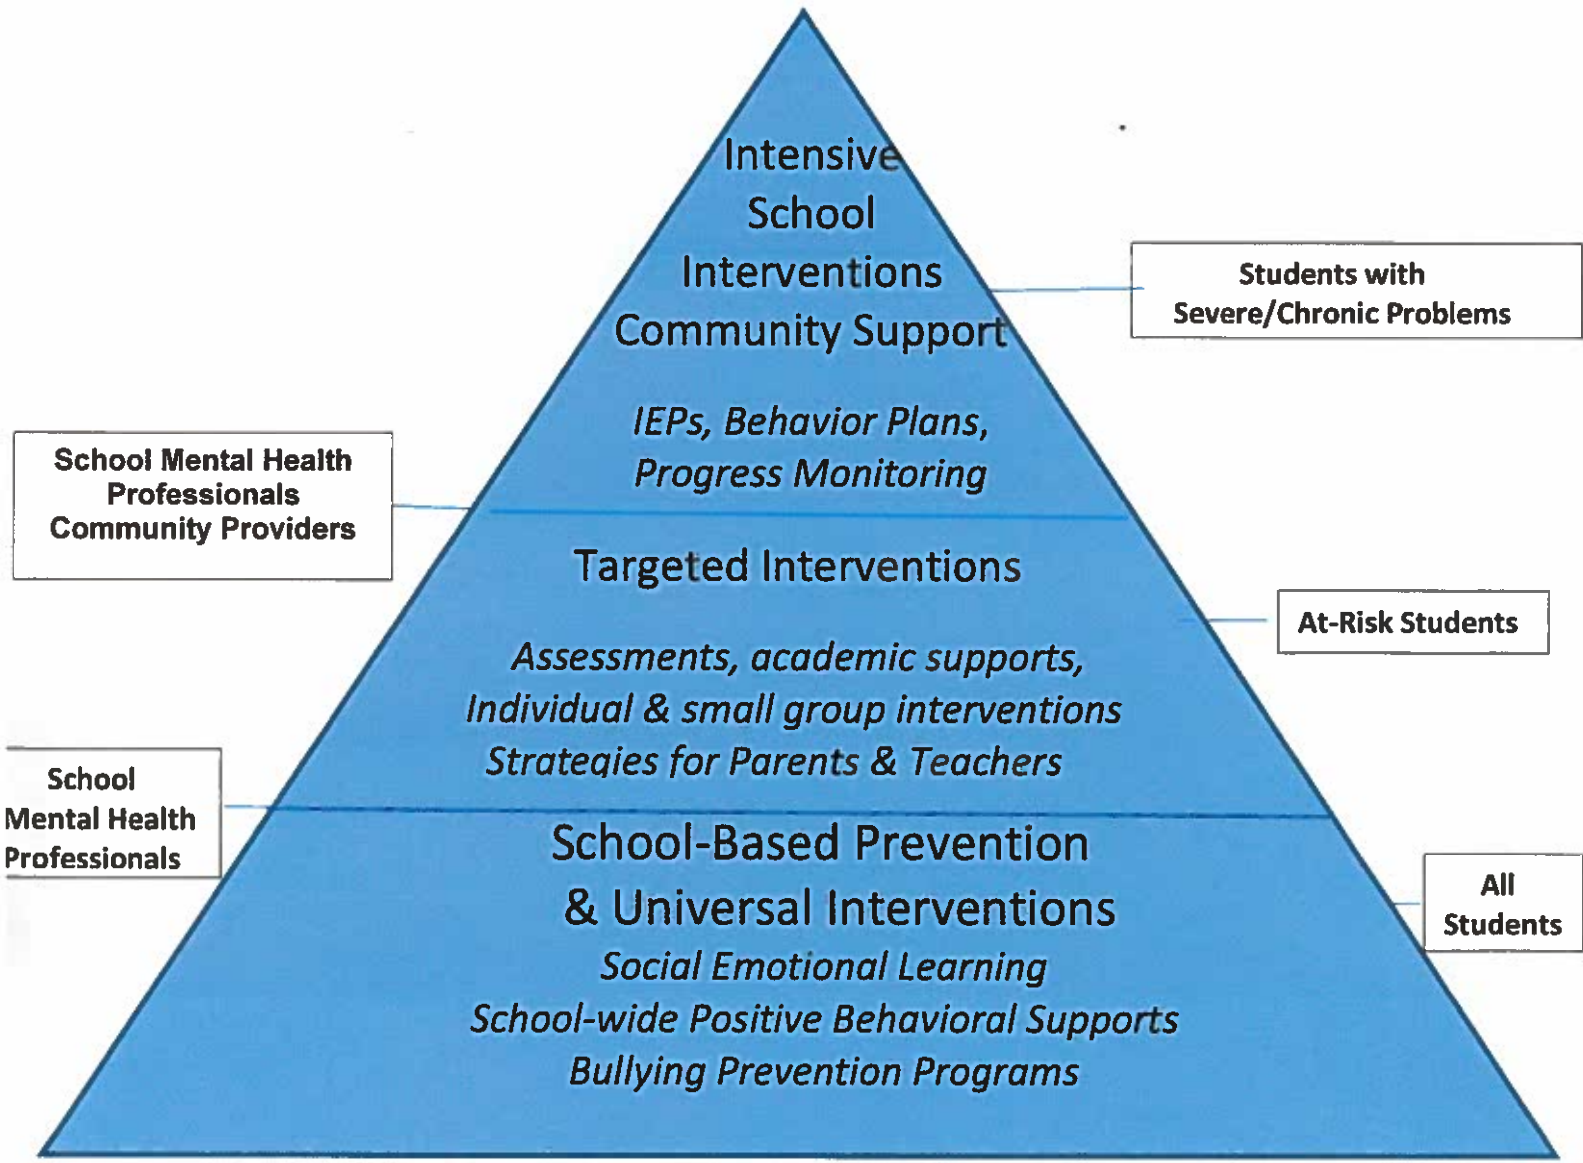 Intensive
School
Interventions
Community Support
IEPs, Behavior Plans,
Progress Monitoring
Students with
Severe/Chronic Problems
School Mental Health
Professionals
Community Providers
Targeted Interventions
Assessments, academic supports,
Individual & small group interventions
Strategies for Parents & Teachers
At-Risk Students
School
Mental Health
Professionals
School-Based Prevention
& Universal Interventions
Social Emotional Learning
School-wide Positive Behavioral Supports
Bullying Prevention Programs
All
Students